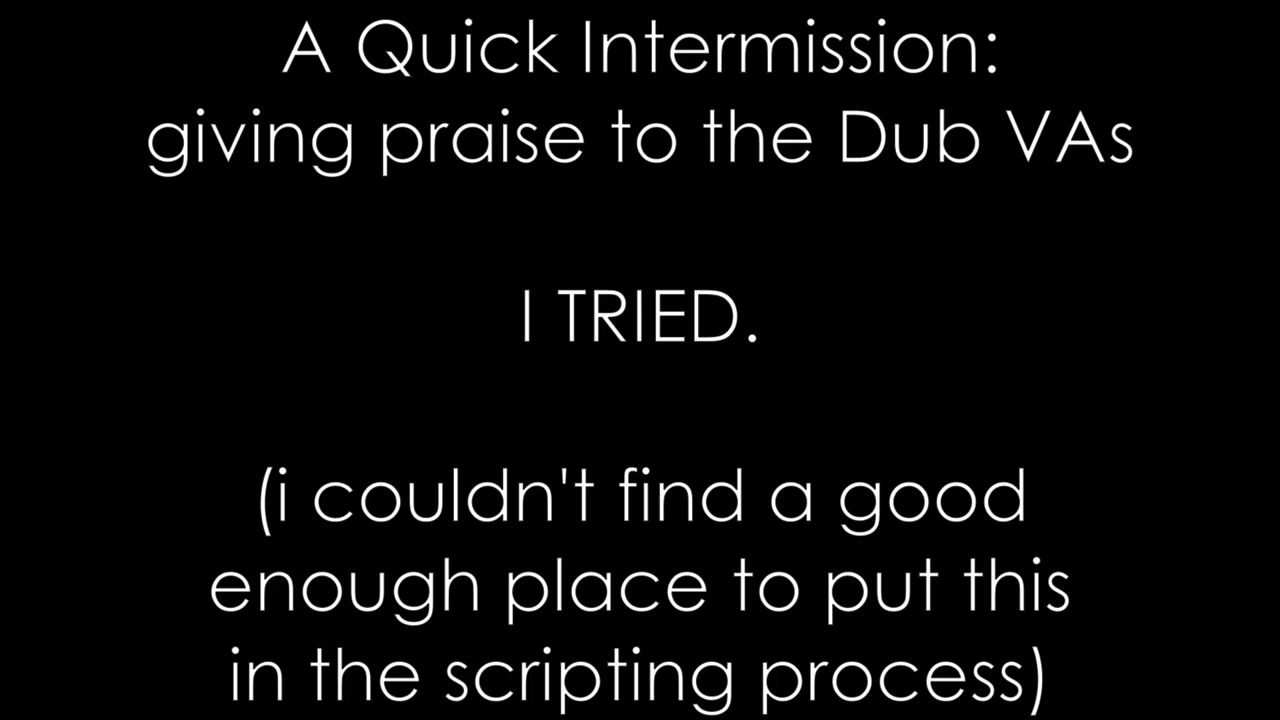 A Quick Intermission:
giving praise to the Dub VAs
I TRIED.
(i couldn't find a good
enough place to put this
in the scripting process)